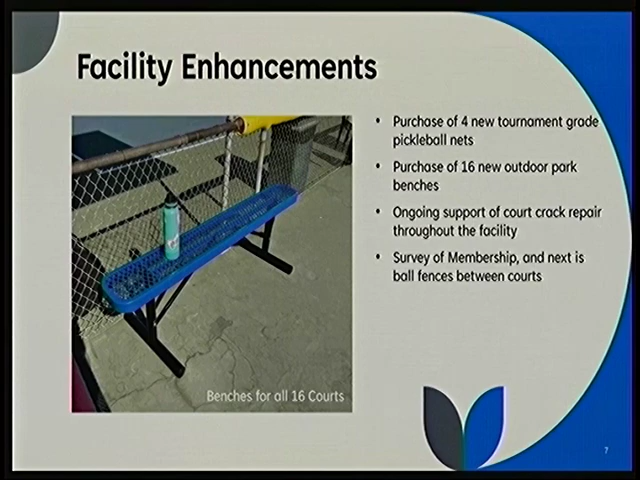 Facility Enhancements
• Purchase of 4 new tournament grade
pickleball nets
• Purchase of 16 new outdoor park
benches
• Ongoing support of court crack repair
throughout the facility
• Survey of Membership, and next is
ball fences between courts
Benches for all 16 Courts
7